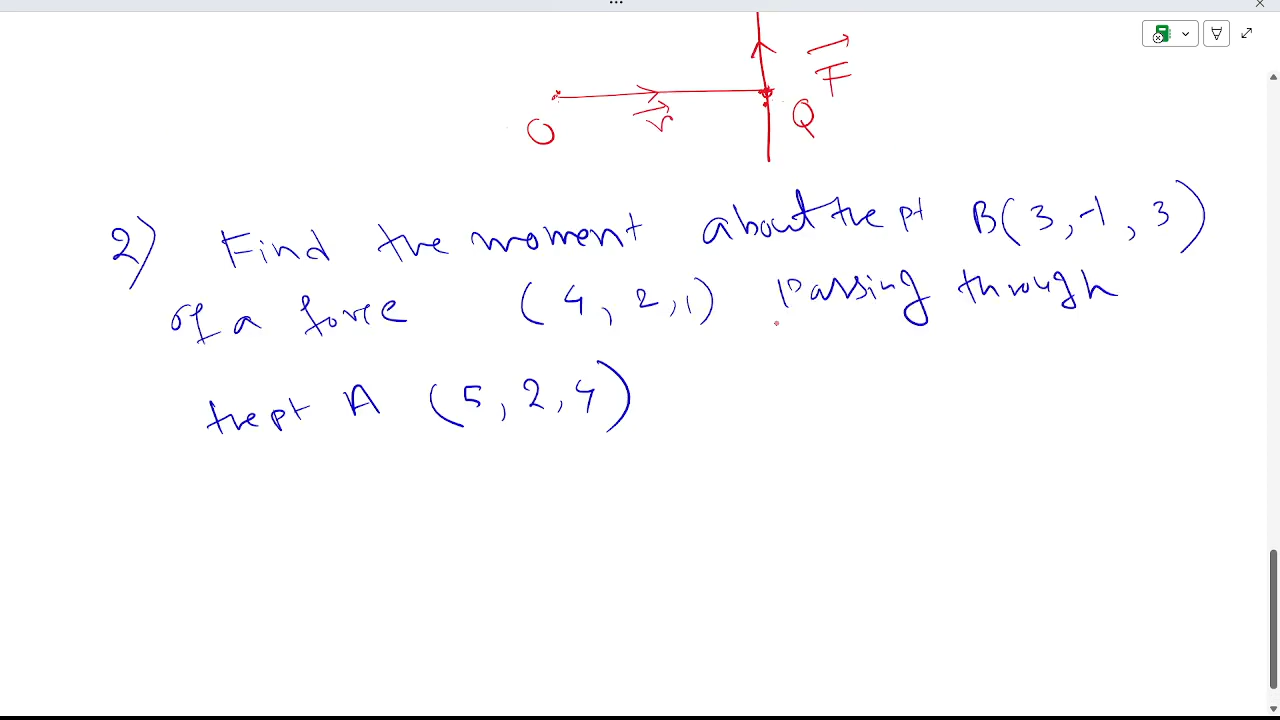 F
O r Q
2) Find the moment about the pt B(3,-1,3)
of a force (4,2,1) passing through
the pt A (5,2,4)